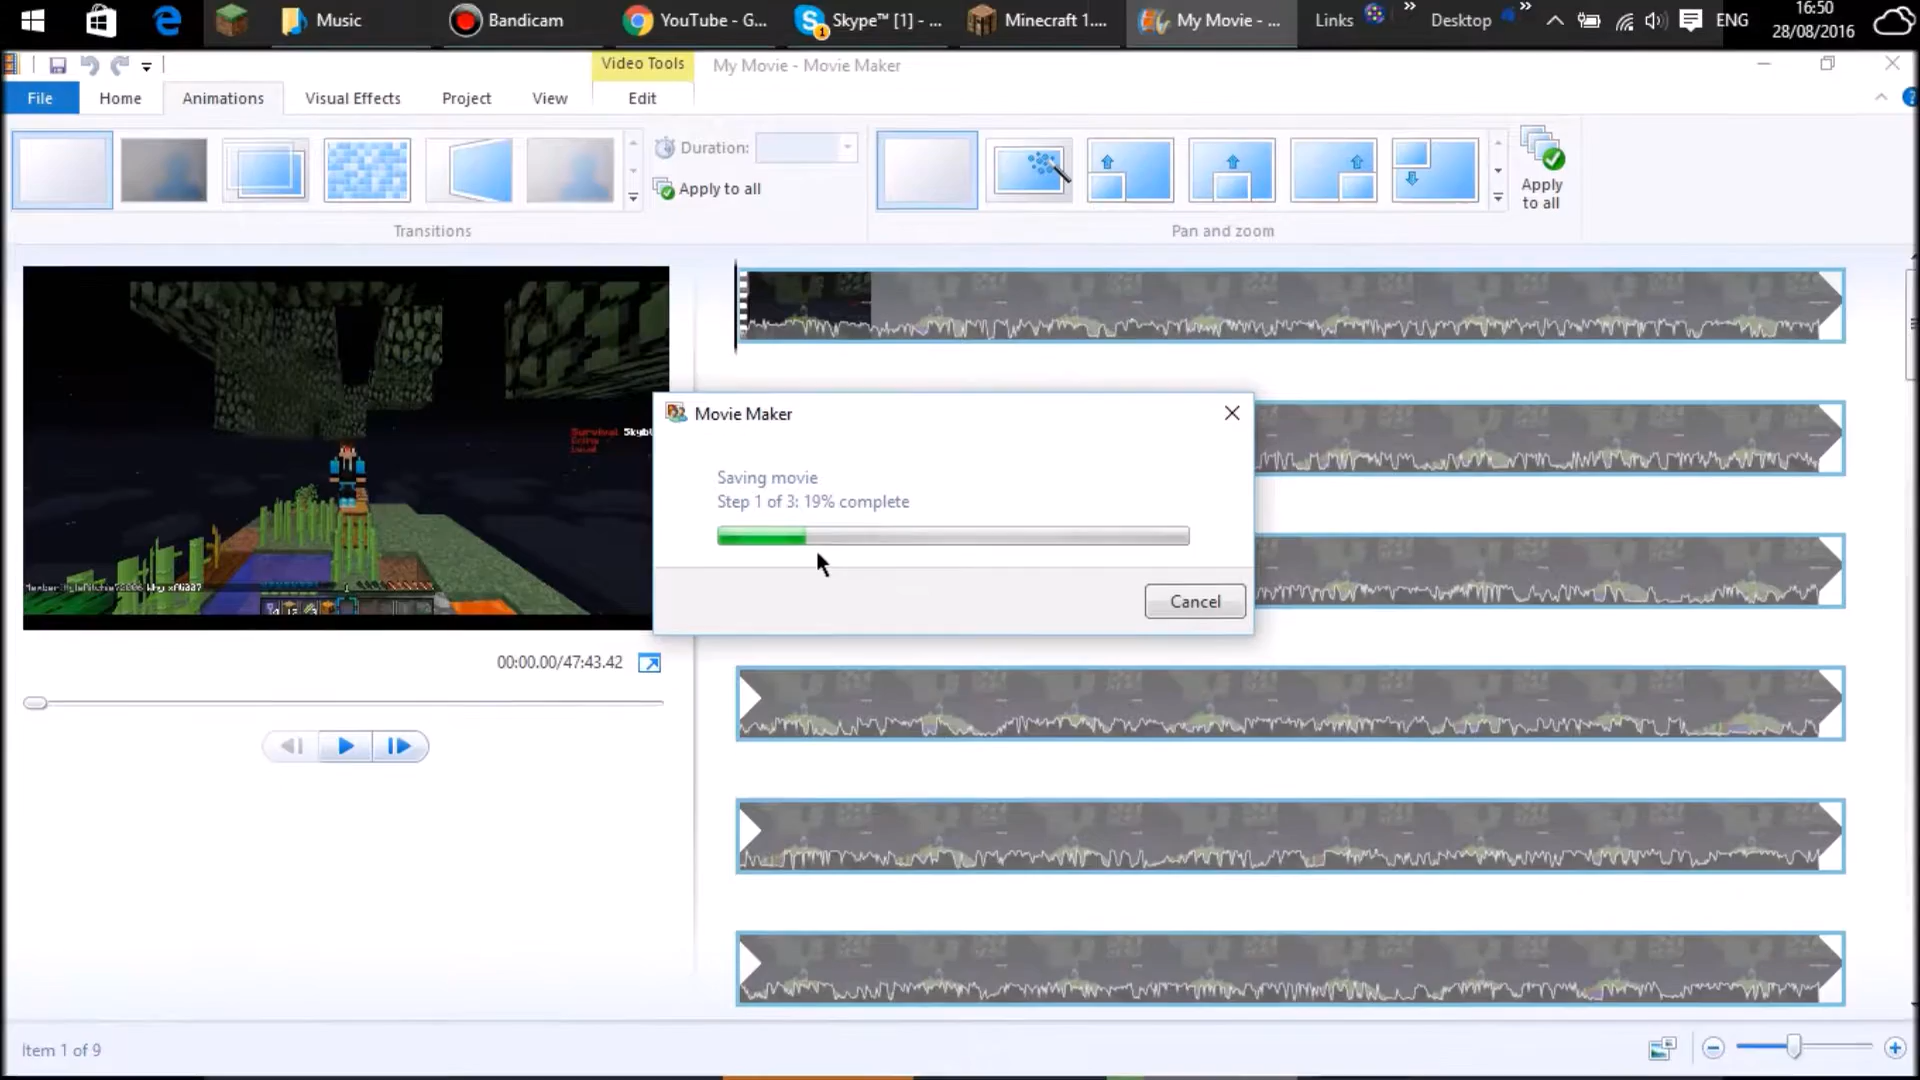 Music
Bandicam
YouTube - G...
Skype™ [1] - ...
1
Minecraft 1....
My Movie - ...
Links
Desktop
ENG
16:50
28/08/2016
Video Tools
My Movie - Movie Maker
File
Home
Animations
Visual Effects
Project
View
Edit
Duration:
Apply to all
Apply
to all
Transitions
Pan and zoom
Survival Skybl
Movie Maker
Saving movie
Step 1 of 3: 19% complete
Cancel
00:00.00/47:43.42
Item 1 of 9